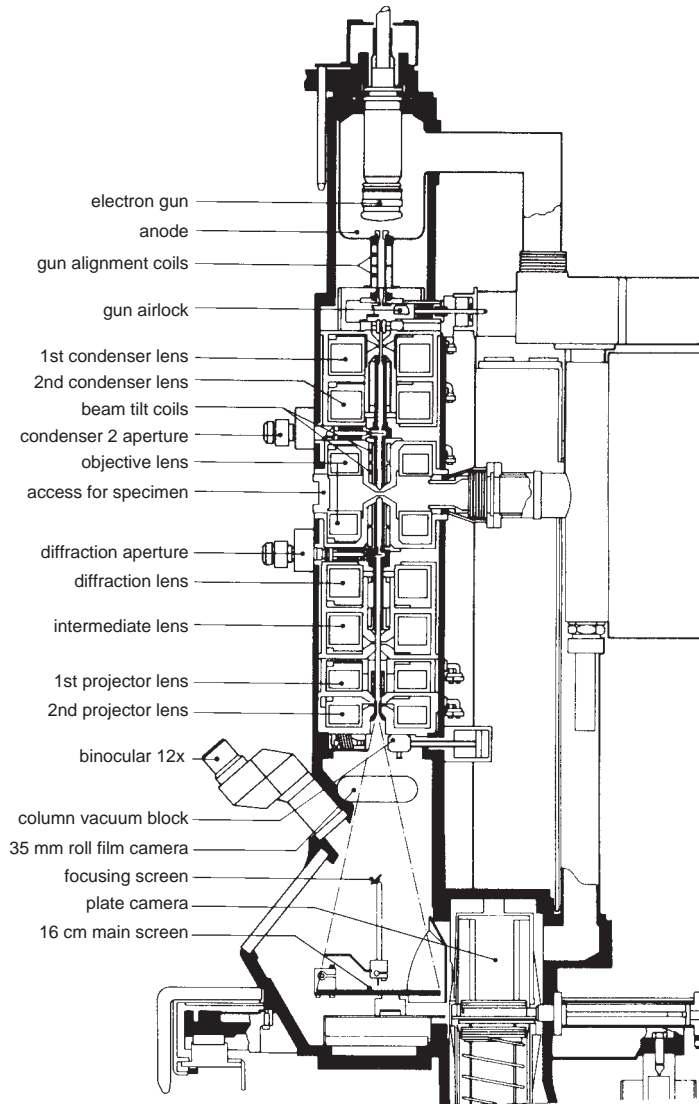 electron gun
anode
gun alignment coils
gun airlock
1st condenser lens
2nd condenser lens
beam tilt coils
condenser 2 aperture
objective lens
access for specimen
diffraction aperture
diffraction lens
intermediate lens
1st projector lens
2nd projector lens
binocular 12x
column vacuum block
35 mm roll film camera
focusing screen
plate camera
16 cm main screen